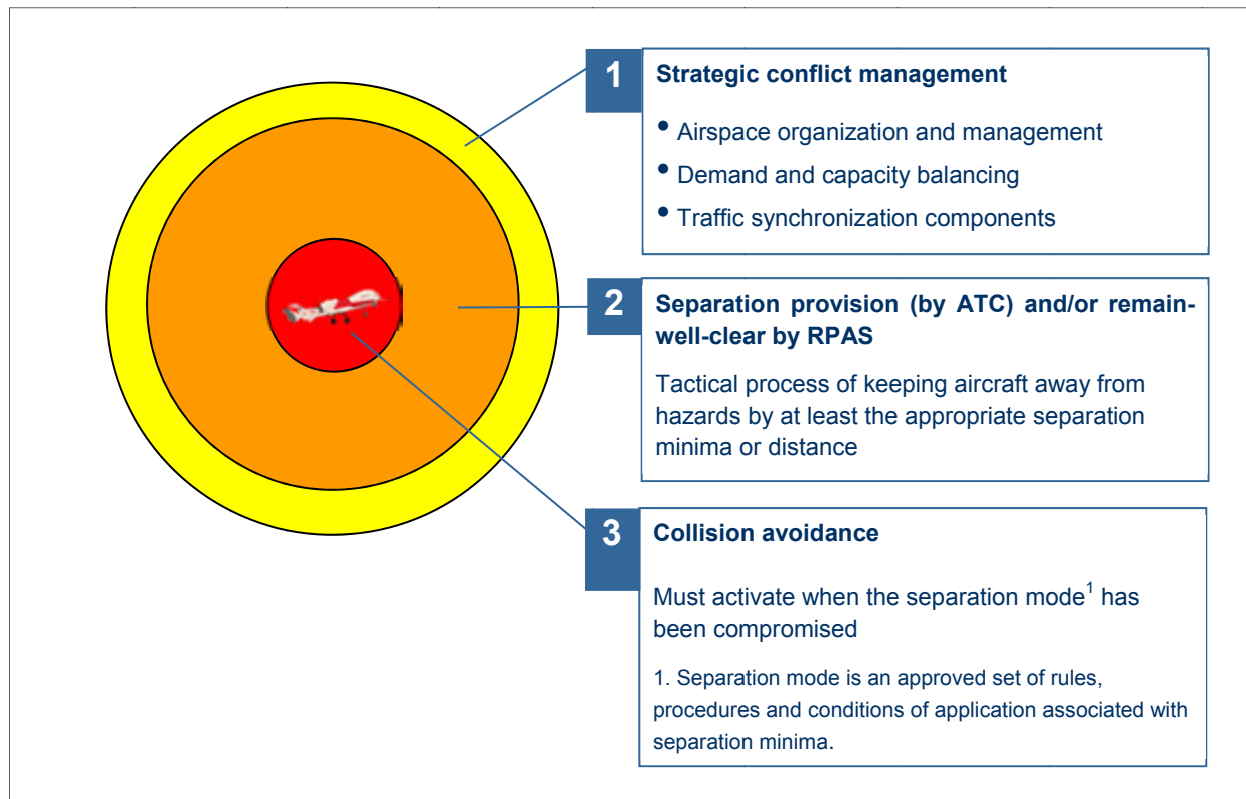 1
Strategic conflict management
• Airspace organization and management
• Demand and capacity balancing
• Traffic synchronization components
2
Separation provision (by ATC) and/or remain-
well-clear by RPAS
Tactical process of keeping aircraft away from
hazards by at least the appropriate separation
minima or distance
3
Collision avoidance
Must activate when the separation mode¹ has
been compromised
1. Separation mode is an approved set of rules,
procedures and conditions of application associated with
separation minima.